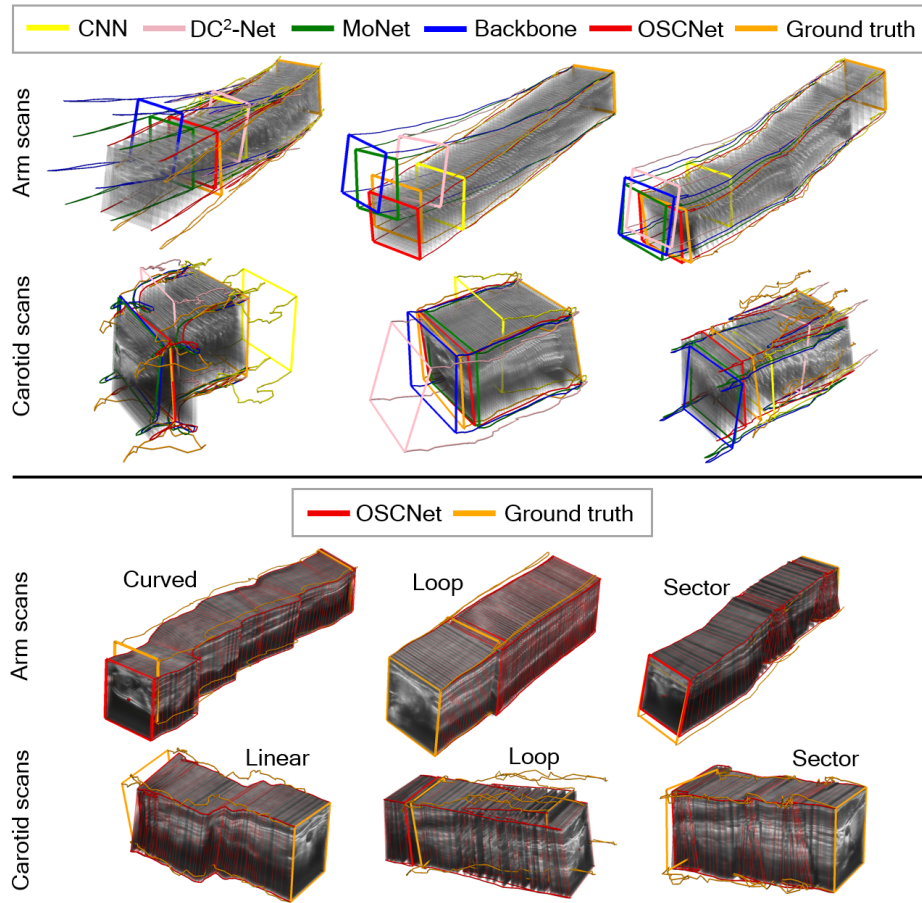 CNN DC²-Net MoNet Backbone OSCNet Ground truth
Arm scans
Carotid scans
OSCNet Ground truth
Arm scans
Curved Loop Sector
Carotid scans
Linear Loop Sector